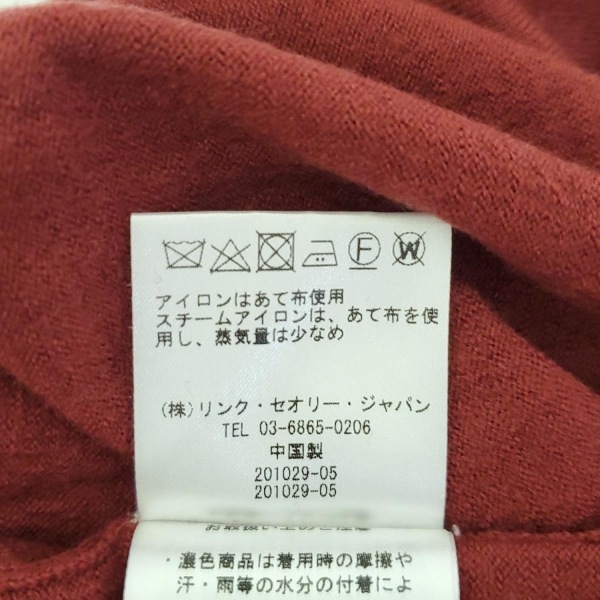 F W
アイロンはあて布使用
スチームアイロンは、あて布を使
用し、蒸気量は少なめ
(株)リンク・セオリー・ジャパン
TEL 03-6865-0206
中国製
201029-05
201029-05
・濃色商品は着用時の摩擦や
汗・雨等の水分の付着によ